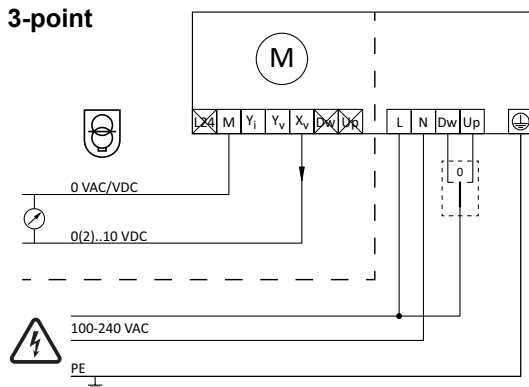 3-point
M
L24 M Yi Yv Xv Dw Up L N Dw Up
0
0 VAC/VDC
0(2)..10 VDC
100-240 VAC
PE